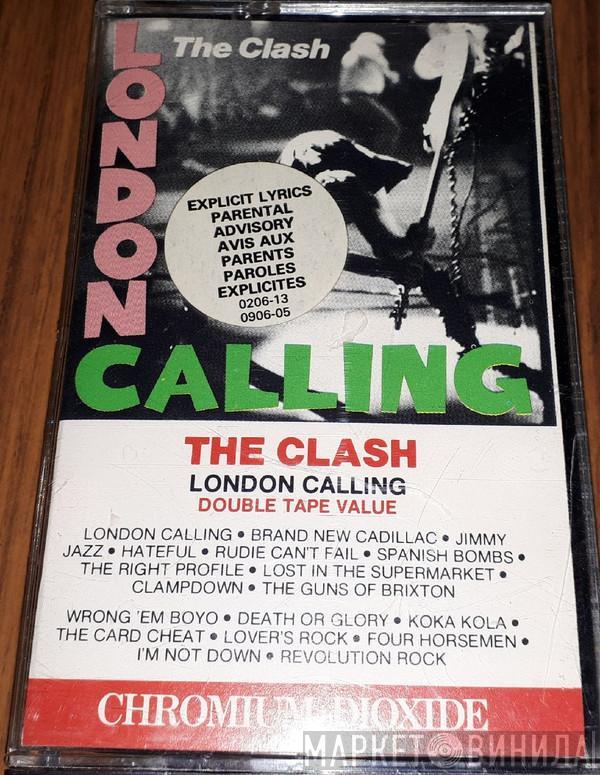 The Clash
LONDON
CALLING
EXPLICIT LYRICS
PARENTAL
ADVISORY
AVIS AUX
PARENTS
PAROLES
EXPLICITES
0206-13
0906-05
THE CLASH
LONDON CALLING
DOUBLE TAPE VALUE
LONDON CALLING • BRAND NEW CADILLAC • JIMMY
JAZZ • HATEFUL • RUDIE CAN'T FAIL • SPANISH BOMBS •
THE RIGHT PROFILE • LOST IN THE SUPERMARKET •
CLAMPDOWN • THE GUNS OF BRIXTON
WRONG 'EM BOYO • DEATH OR GLORY • KOKA KOLA •
THE CARD CHEAT • LOVER'S ROCK • FOUR HORSEMEN •
I'M NOT DOWN • REVOLUTION ROCK
CHROMIUM DIOXIDE
МАРКЕТ ВИНИЛА